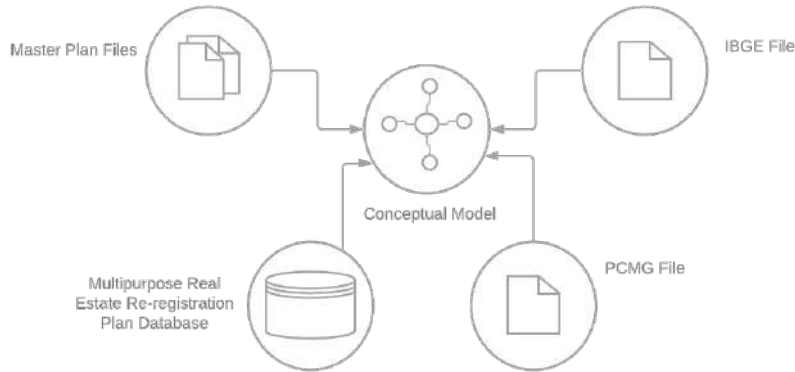 Master Plan Files
IBGE File
Conceptual Model
Multipurpose Real
Estate Re-registration
Plan Database
PCMG File